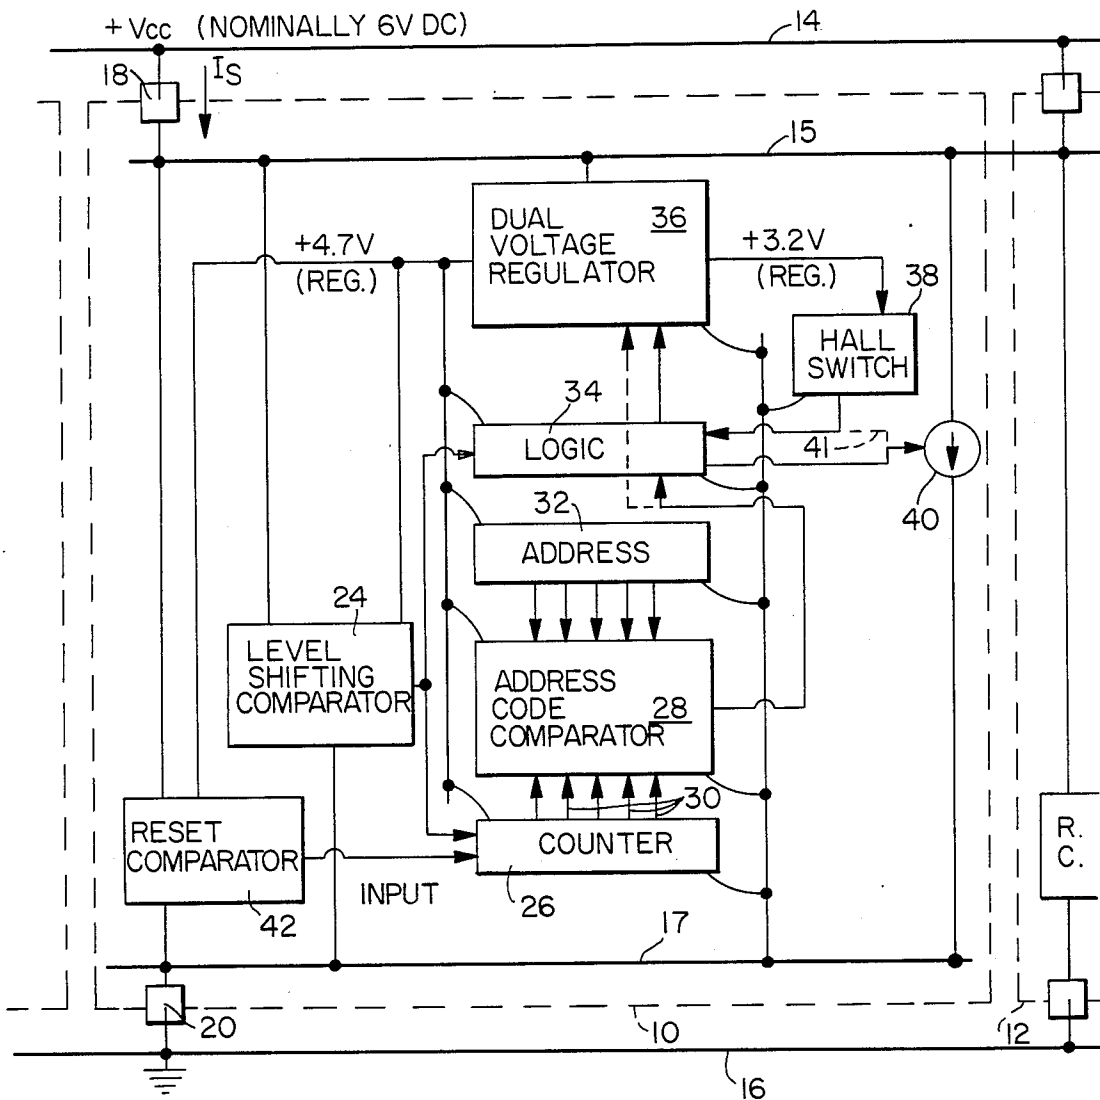 +Vcc (NOMINALLY 6V DC)
14
18
IS
15
DUAL
VOLTAGE
REGULATOR
36
+4.7V
(REG.)
+3.2V
(REG.)
38
HALL
SWITCH
34
LOGIC
41
40
32
ADDRESS
24
LEVEL
SHIFTING
COMPARATOR
ADDRESS
CODE
COMPARATOR
28
30
RESET
COMPARATOR
COUNTER
R.
C.
INPUT
26
42
17
20
10
12
16